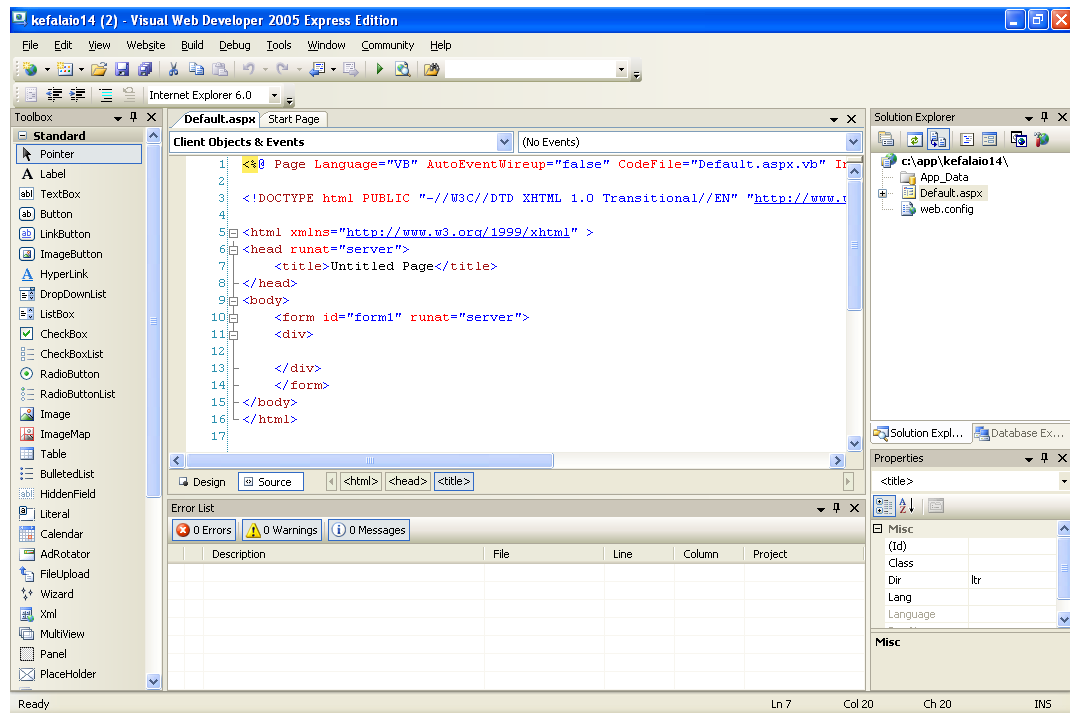 kefalaio14 (2) - Visual Web Developer 2005 Express Edition
File Edit View Website Build Debug Tools Window Community Help
Internet Explorer 6.0
Toolbox
Standard
Pointer
Label
TextBox
Button
LinkButton
ImageButton
HyperLink
DropDownList
ListBox
CheckBox
CheckBoxList
RadioButton
RadioButtonList
Image
ImageMap
Table
BulletedList
HiddenField
Literal
Calendar
AdRotator
FileUpload
Wizard
Xml
MultiView
Panel
PlaceHolder
Default.aspx Start Page
Client Objects & Events (No Events)
1 <%@ Page Language="VB" AutoEventWireup="false" CodeFile="Default.aspx.vb" In
2
3 <!DOCTYPE html PUBLIC "-//W3C//DTD XHTML 1.0 Transitional//EN" "http://www.w
4
5 <html xmlns="http://www.w3.org/1999/xhtml" >
6 <head runat="server">
7 <title>Untitled Page</title>
8 </head>
9 <body>
10 <form id="form1" runat="server">
11 <div>
12
13 </div>
14 </form>
15 </body>
16 </html>
17
Design Source <html> <head> <title>
Error List
0 Errors 0 Warnings 0 Messages
Description File Line Column Project
Solution Explorer
c:\app\kefalaio14\
App_Data
Default.aspx
web.config
Solution Expl... Database Ex...
Properties
<title>
Misc
(Id)
Class
Dir ltr
Lang
Language
Misc
Ready Ln 7 Col 20 Ch 20 INS